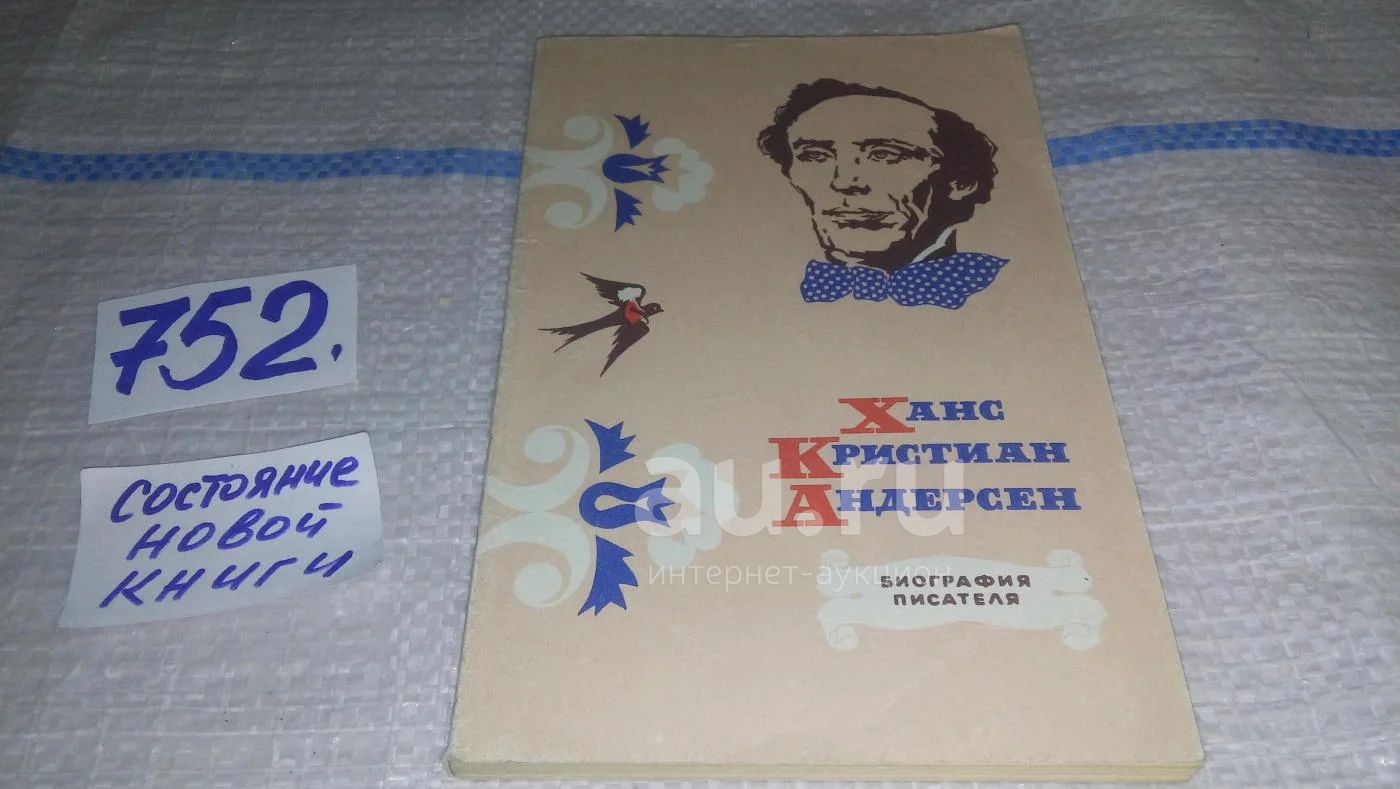 752.
СОСТОЯНИЕ
НОВОЙ
КНИГИ
ХАНС
КРИСТИАН
АНДЕРСЕН
БИОГРАФИЯ
ПИСАТЕЛЯ
au.ru
интернет-аукцион